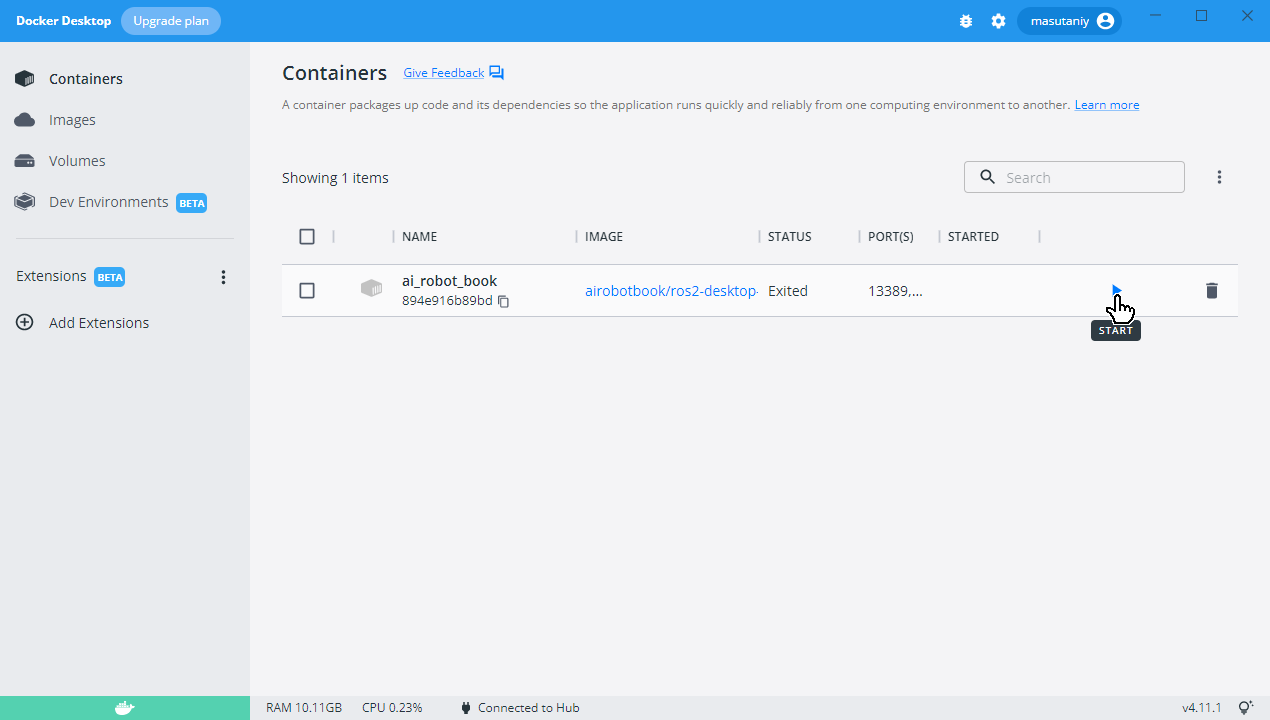 Docker Desktop Upgrade plan masutaniy
Containers
Images
Volumes
Dev Environments BETA
Extensions BETA
Add Extensions
Containers Give Feedback
A container packages up code and its dependencies so the application runs quickly and reliably from one computing environment to another. Learn more
Showing 1 items Search
NAME IMAGE STATUS PORT(S) STARTED
ai_robot_book airobotbook/ros2-desktop- Exited 13389,...
894e916b89bd
START
RAM 10.11GB CPU 0.23% Connected to Hub v4.11.1